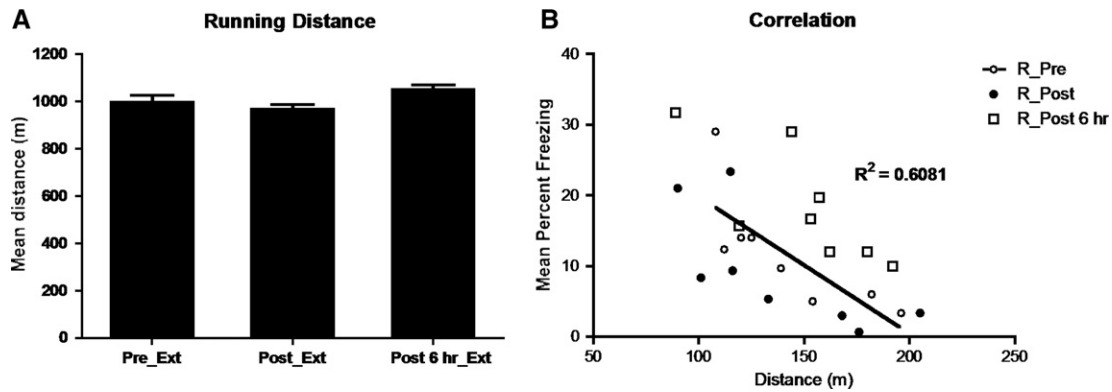 A
Running Distance
Mean distance (m)
1200
1000
800
600
400
200
0
Pre_Ext
Post_Ext
Post 6 hr_Ext
B
Correlation
Mean Percent Freezing
40
30
20
10
0
50
100
150
200
250
Distance (m)
R_Pre
R_Post
R_Post 6 hr
R² = 0.6081